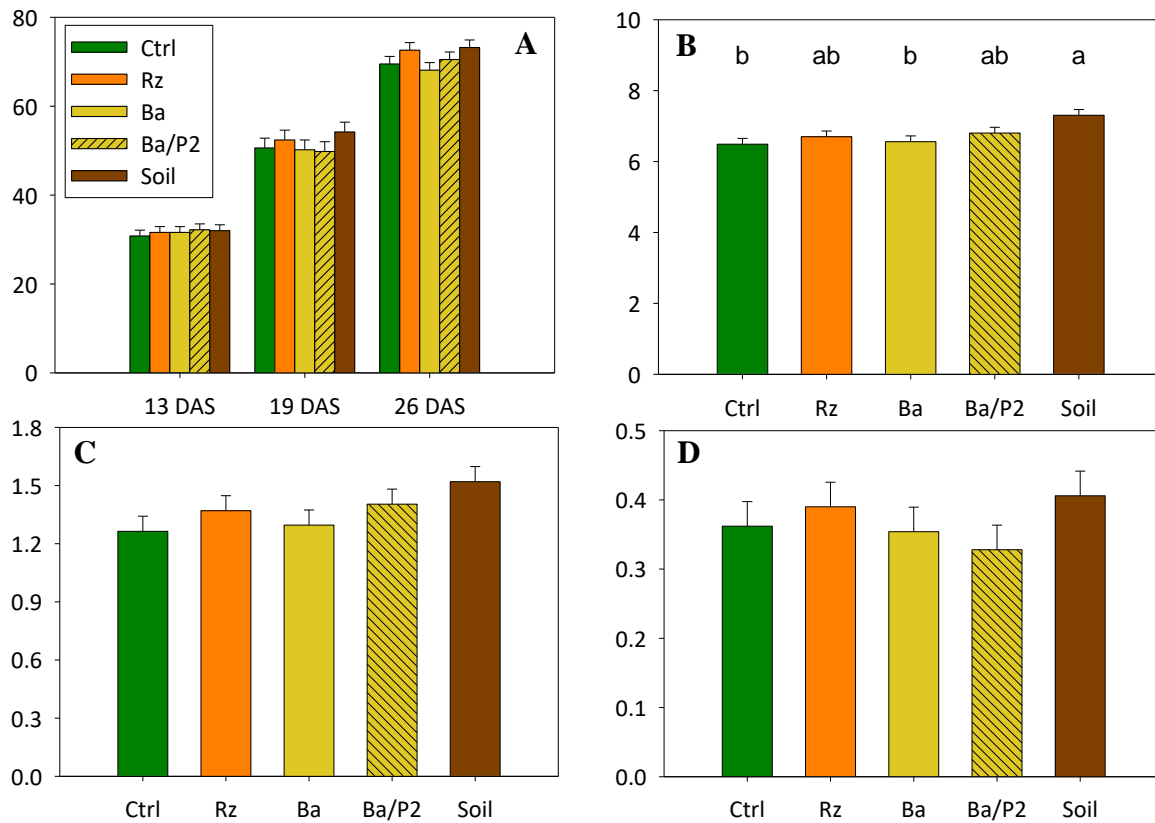 80
60
40
20
0
Ctrl
Rz
Ba
Ba/P2
Soil
A
13 DAS 19 DAS 26 DAS
10
8
6
4
2
0
B
b ab b ab a
Ctrl Rz Ba Ba/P2 Soil
1.8
1.5
1.2
0.9
0.6
0.3
0.0
C
Ctrl Rz Ba Ba/P2 Soil
0.5
0.4
0.3
0.2
0.1
0.0
D
Ctrl Rz Ba Ba/P2 Soil